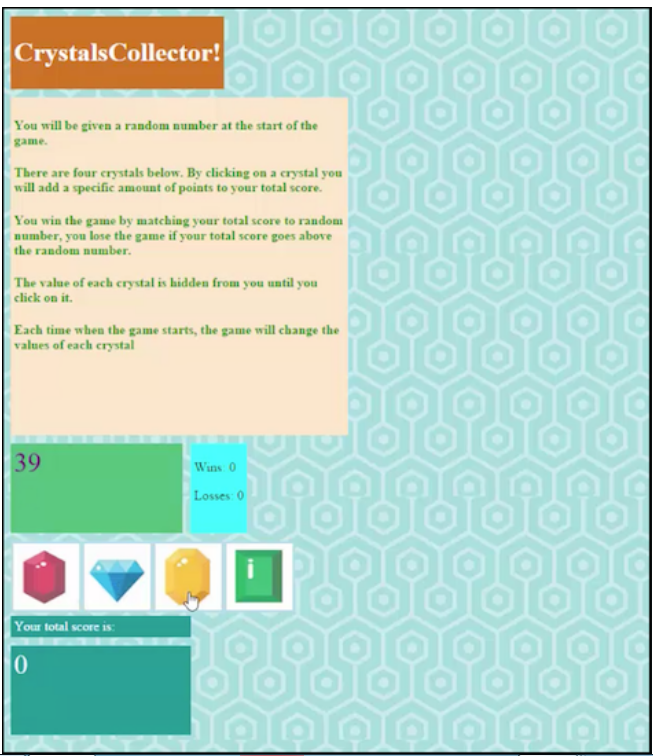 CrystalsCollector!
You will be given a random number at the start of the
game.
There are four crystals below. By clicking on a crystal you
will add a specific amount of points to your total score.
You win the game by matching your total score to random
number, you lose the game if your total score goes above
the random number.
The value of each crystal is hidden from you until you
click on it.
Each time when the game starts, the game will change the
values of each crystal
39
Wins: 0
Losses: 0
Your total score is:
0